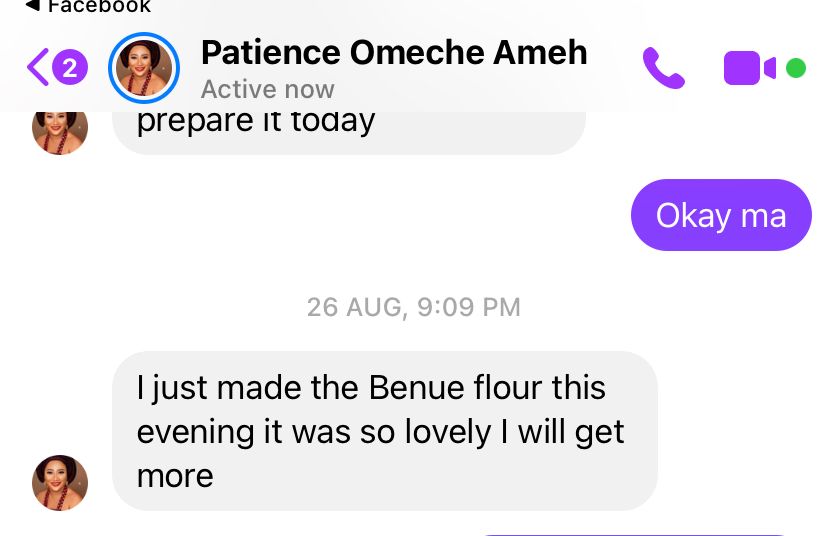 Facebook
2
Patience Omeche Ameh
Active now
prepare it today
Okay ma
26 AUG, 9:09 PM
I just made the Benue flour this
evening it was so lovely I will get
more